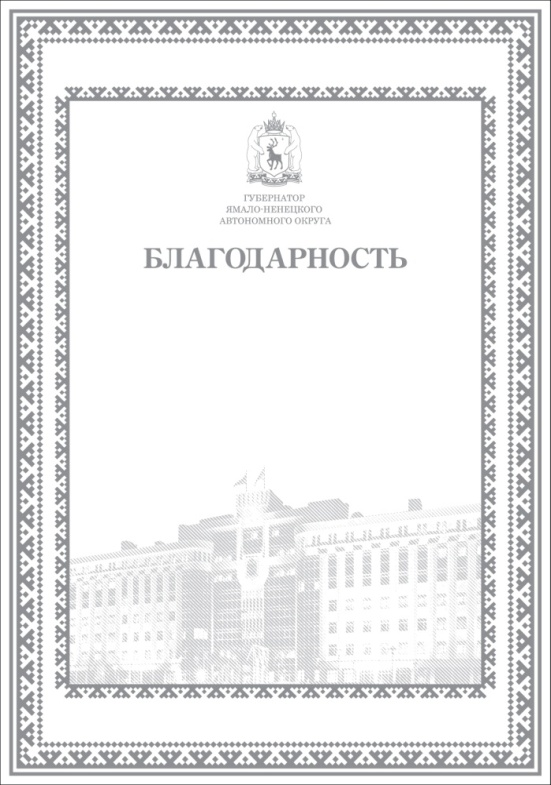 ГУБЕРНАТОР
ЯМАЛО-НЕНЕЦКОГО
АВТОНОМНОГО ОКРУГА
БЛАГОДАРНОСТЬ